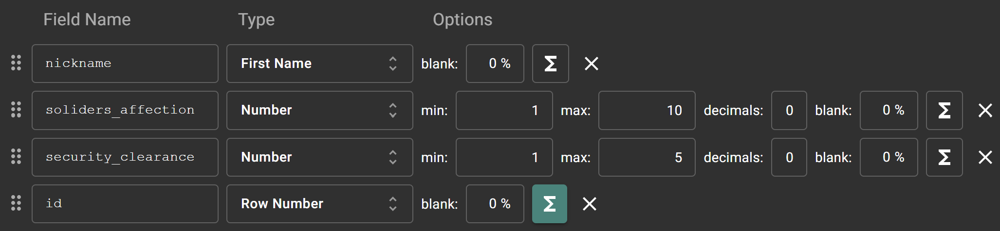 Field Name Type Options
nickname First Name blank: 0 % Σ
soliders_affection Number min: 1 max: 10 decimals: 0 blank: 0 % Σ
security_clearance Number min: 1 max: 5 decimals: 0 blank: 0 % Σ
id Row Number blank: 0 % Σ